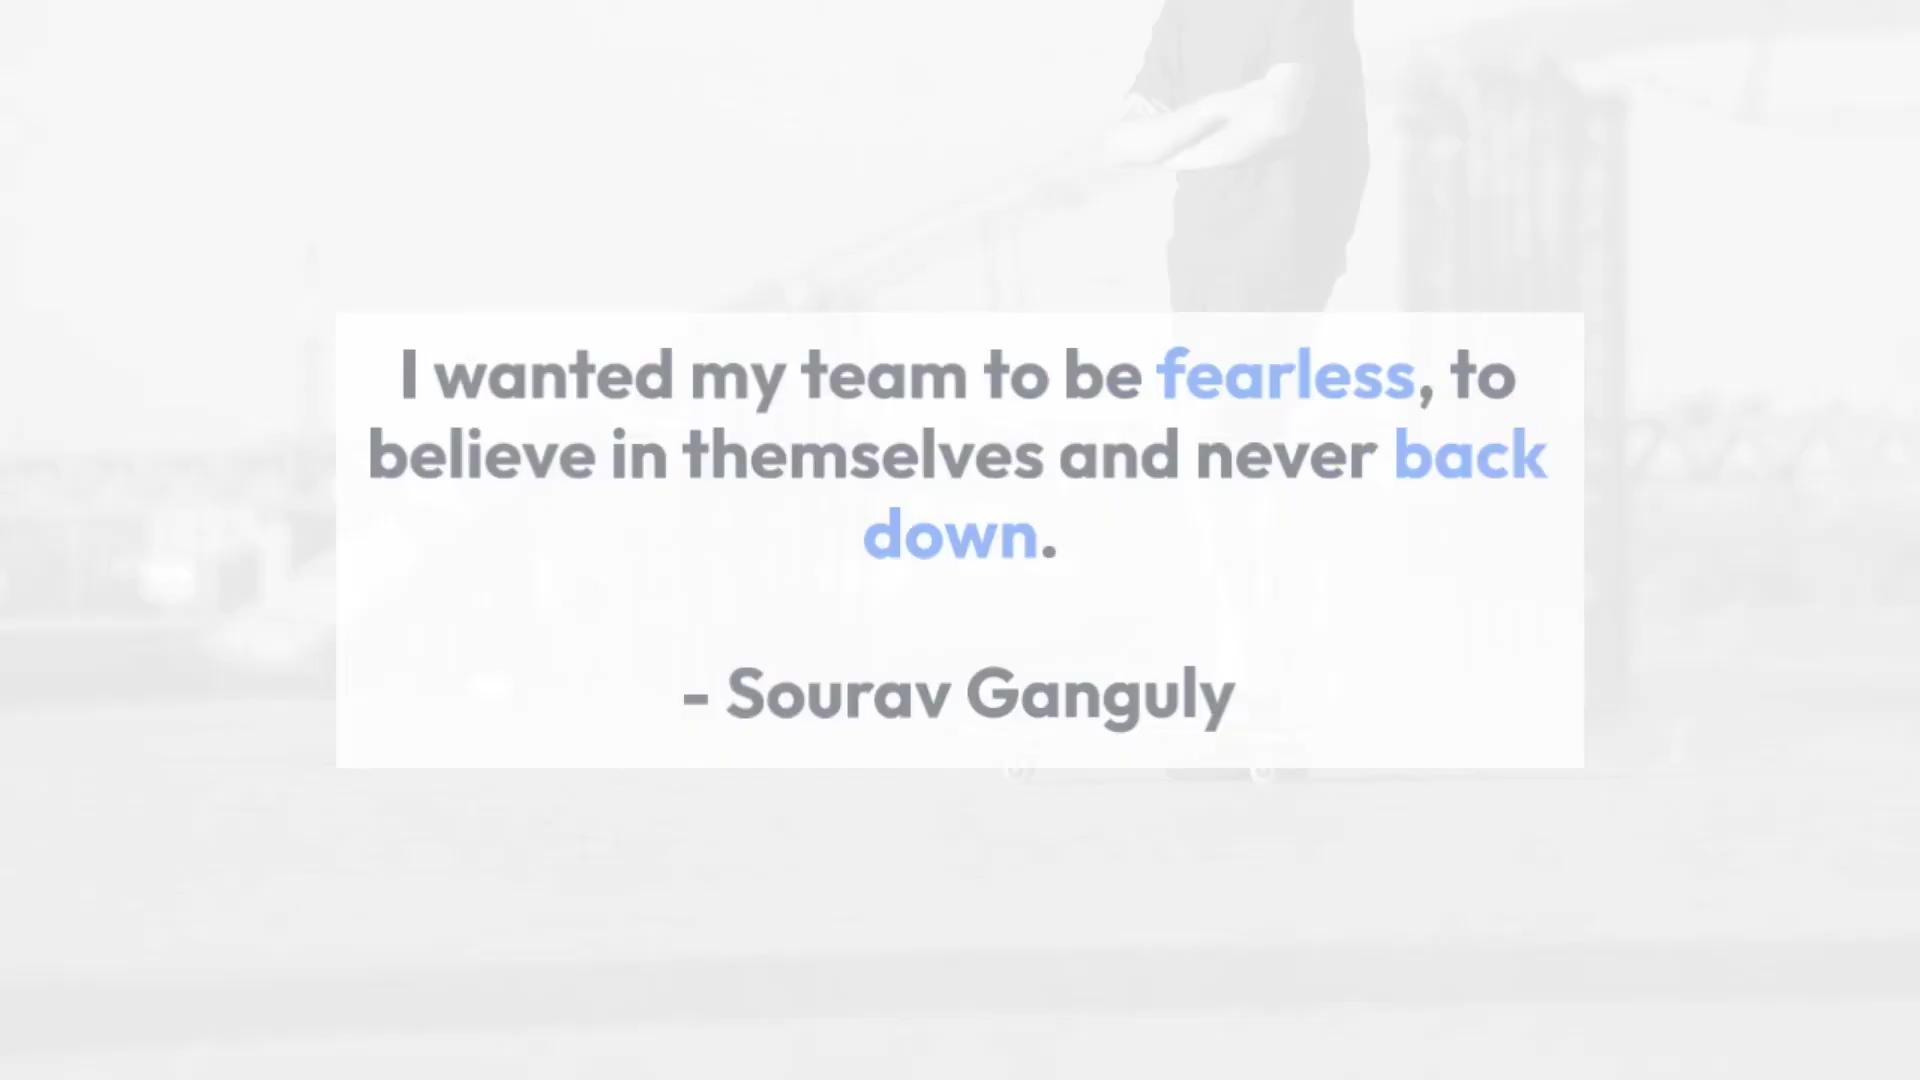 I wanted my team to be fearless, to
believe in themselves and never back
down.
- Sourav Ganguly